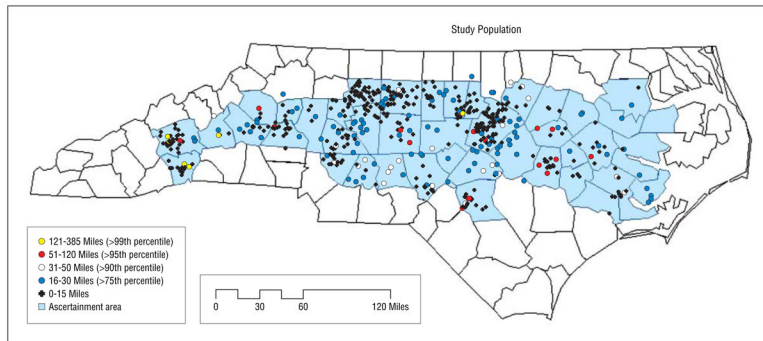 Study Population
121-385 Miles (>99th percentile)
51-120 Miles (>95th percentile)
31-50 Miles (>90th percentile)
16-30 Miles (>75th percentile)
0-15 Miles
Ascertainment area
0 30 60 120 Miles